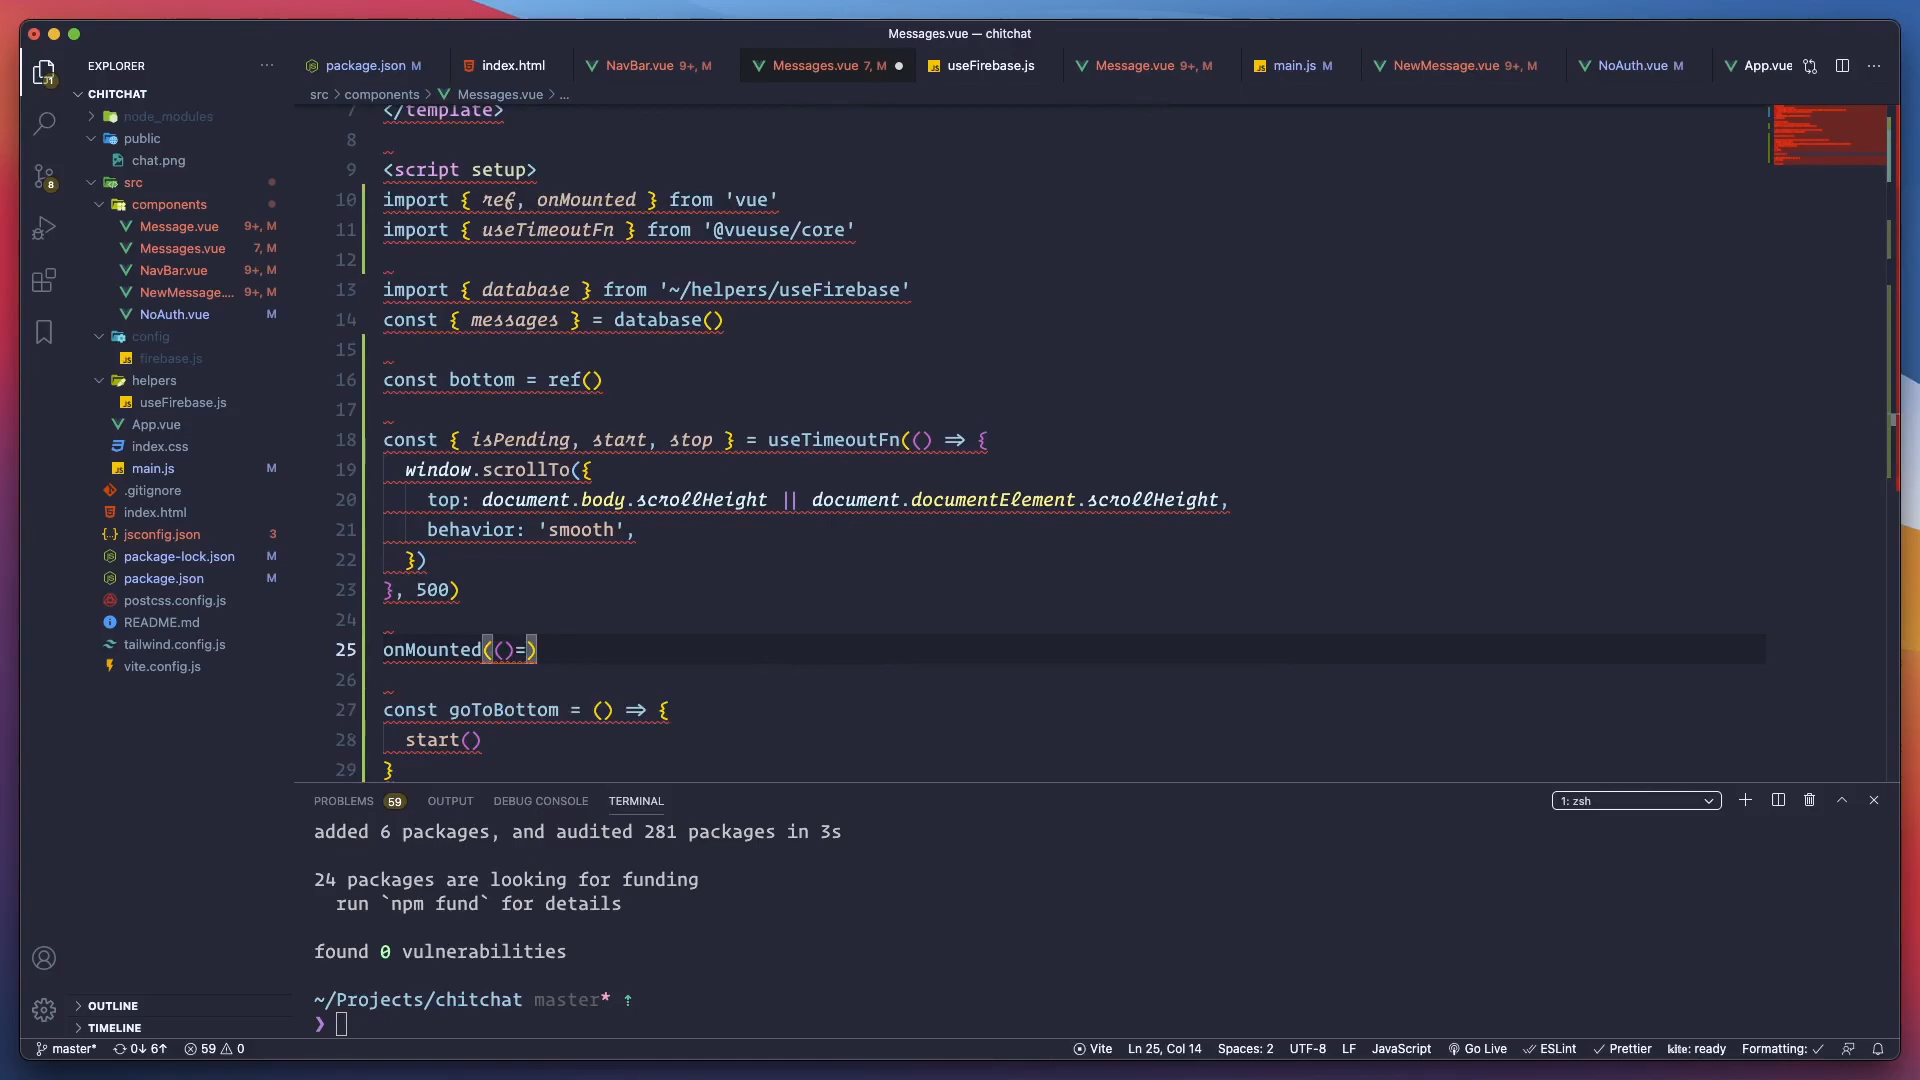 Messages.vue — chitchat
EXPLORER
package.json M
index.html
NavBar.vue 9+, M
Messages.vue 7, M
useFirebase.js
Message.vue 9+, M
main.js M
NewMessage.vue 9+, M
NoAuth.vue M
App.vue
src > components > Messages.vue > ...
CHITCHAT
node_modules
public
chat.png
src
components
Message.vue 9+, M
Messages.vue 7, M
NavBar.vue 9+, M
NewMessage.... 9+, M
NoAuth.vue M
config
firebase.js
helpers
useFirebase.js
App.vue
index.css
main.js M
.gitignore
index.html
jsconfig.json 3
package-lock.json M
package.json M
postcss.config.js
README.md
tailwind.config.js
vite.config.js
OUTLINE
TIMELINE
8
7 </template>
8
9 <script setup>
10 import { ref, onMounted } from 'vue'
11 import { useTimeoutFn } from '@vueuse/core'
12
13 import { database } from '~/helpers/useFirebase'
14 const { messages } = database()
15
16 const bottom = ref()
17
18 const { isPending, start, stop } = useTimeoutFn(() => {
19 window.scrollTo({
20 top: document.body.scrollHeight || document.documentElement.scrollHeight,
21 behavior: 'smooth',
22 })
23 }, 500)
24
25 onMounted(()=)
26
27 const goToBottom = () => {
28 start()
29 }
PROBLEMS 59 OUTPUT DEBUG CONSOLE TERMINAL
1: zsh
added 6 packages, and audited 281 packages in 3s
24 packages are looking for funding
run `npm fund` for details
found 0 vulnerabilities
~/Projects/chitchat master* ⇡
❯
master* 0↓ 6↑ 59 0 Vite Ln 25, Col 14 Spaces: 2 UTF-8 LF JavaScript Go Live ESLint Prettier kite: ready Formatting: ✓